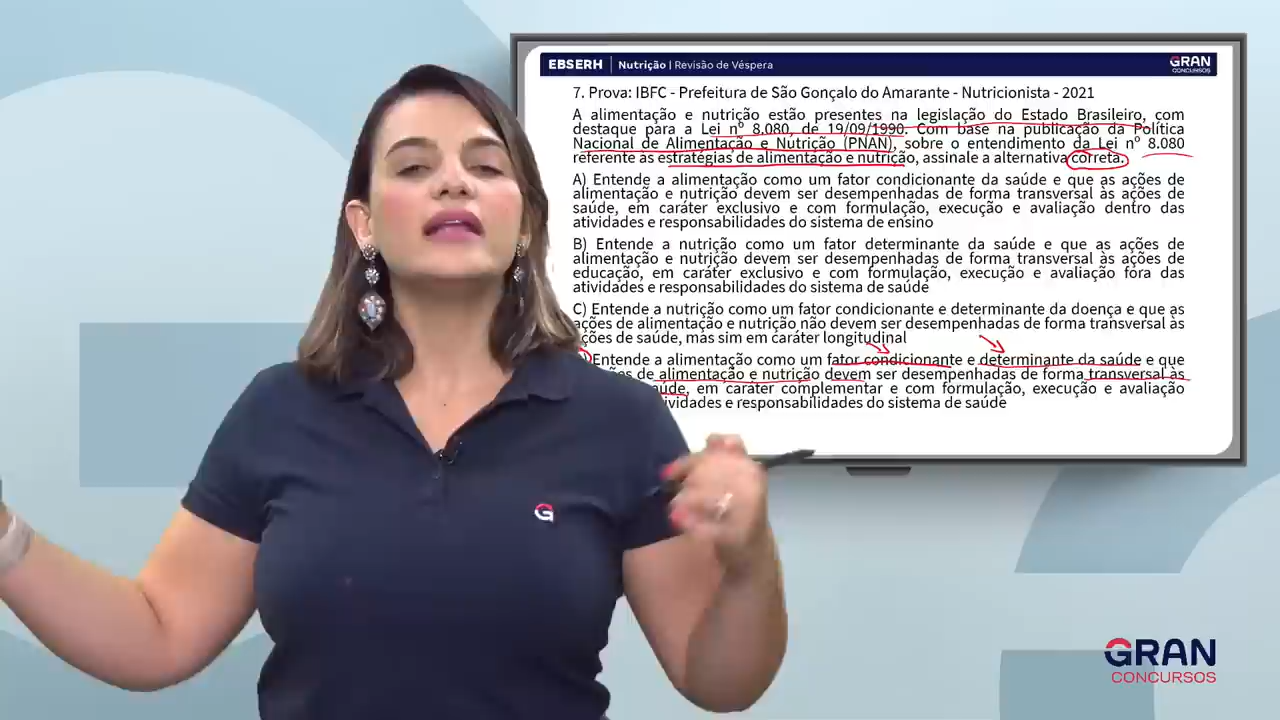 EBSERH | Nutrição | Revisão de Véspera
GRAN
CONCURSOS
7. Prova: IBFC - Prefeitura de São Gonçalo do Amarante - Nutricionista - 2021
A alimentação e nutrição estão presentes na legislação do Estado Brasileiro, com
destaque para a Lei nº 8.080, de 19/09/1990. Com base na publicação da Política
Nacional de Alimentação e Nutrição (PNAN), sobre o entendimento da Lei nº 8.080
referente as estratégias de alimentação e nutrição, assinale a alternativa correta.
A) Entende a alimentação como um fator condicionante da saúde e que as ações de
alimentação e nutrição devem ser desempenhadas de forma transversal às ações de
saúde, em caráter exclusivo e com formulação, execução e avaliação dentro das
atividades e responsabilidades do sistema de ensino
B) Entende a nutrição como um fator determinante da saúde e que as ações de
alimentação e nutrição devem ser desempenhadas de forma transversal às ações de
educação, em caráter exclusivo e com formulação, execução e avaliação fora das
atividades e responsabilidades do sistema de saúde
C) Entende a nutrição como um fator condicionante e determinante da doença e que as
ações de alimentação e nutrição não devem ser desempenhadas de forma transversal às
ções de saúde, mas sim em caráter longitudinal
) Entende a alimentação como um fator condicionante e determinante da saúde e que
ões de alimentação e nutrição devem ser desempenhadas de forma transversal às
aúde, em caráter complementar e com formulação, execução e avaliação
ividades e responsabilidades do sistema de saúde
G
GRAN
CONCURSOS